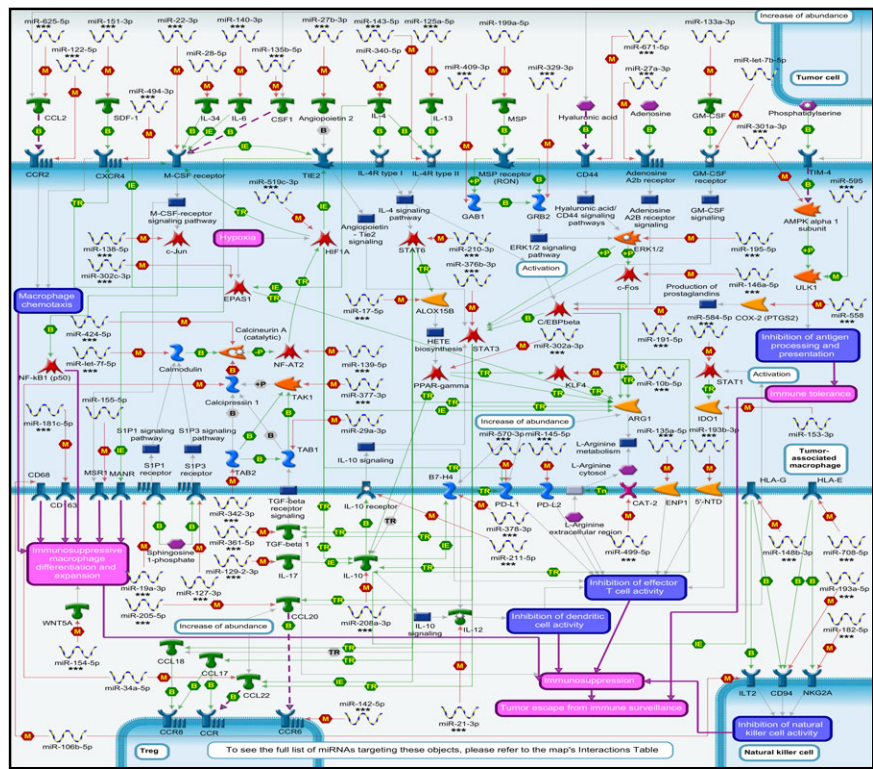 miR-625-5p
miR-151-3p
miR-22-3p
miR-140-3p
miR-27b-3p
miR-143-5p
miR-125a-5p
miR-199a-5p
miR-133a-3p
Increase of abundance
miR-122-5p
miR-28-5p
miR-135b-5p
miR-340-5p
miR-409-3p
miR-329-3p
miR-671-5p
miR-27a-3p
miR-let-7b-5p
Tumor cell
miR-494-3p
miR-301a-3p
CCL2
SDF-1
IL-34
IL-6
CSF1
Angiopoietin 2
IL-4
IL-13
MSP
Hyaluronic acid
Adenosine
GM-CSF
Phosphatidylserine
CCR2
CXCR4
M-CSF receptor
TIE2
IL-4R type I
IL-4R type II
MSP receptor
(RON)
CD44
Adenosine
A2b receptor
GM-CSF
receptor
TIM-4
miR-595
miR-519c-3p
M-CSF-receptor
signaling
IL-4 signaling
pathway
GAB1
GRB2
Hyaluronic acid/
CD44 signaling
pathways
Adenosine
A2B receptor
signaling
GM-CSF
signaling
AMPK alpha 1
subunit
miR-138-5p
c-Jun
Hypoxia
HIF1A
Angiopoietin
- Tie2
signaling
STAT6
miR-210-3p
ERK1/2 signaling
pathway
ERK1/2
miR-195-5p
miR-302c-3p
miR-376b-3p
Activation
c-Fos
miR-146a-5p
ULK1
Macrophage
chemotaxis
EPAS1
miR-17-5p
ALOX15B
Production of
prostaglandins
COX-2 (PTGS2)
miR-558
miR-424-5p
Calcineurin A
(catalytic)
HETE
biosynthesis
STAT3
C/EBPbeta
miR-584-5p
miR-191-5p
Inhibition of antigen
processing and
presentation
miR-let-7f-5p
Calmodulin
NF-AT2
miR-139-5p
miR-302a-3p
NF-kB1 (p50)
PPAR-gamma
KLF4
miR-10b-5p
STAT1
Activation
Immune tolerance
miR-155-5p
Calcipressin 1
TAK1
miR-377-3p
ARG1
IDO1
miR-181c-5p
S1P1 signaling
pathway
S1P3 signaling
pathway
miR-29a-3p
Increase of abundance
miR-570-3p
miR-145-5p
L-Arginine
metabolism
miR-135a-5p
miR-193b-3p
miR-153-3p
TAB1
IL-10 signaling
L-Arginine
cytosol
Tumor-
associated
macrophage
CD68
MSR1
MANR
S1P1
receptor
S1P3
receptor
TAB2
B7-H4
HLA-G
HLA-E
CD163
miR-342-3p
TGF-beta
receptor
signaling
IL-10 receptor
PD-L1
PD-L2
CAT-2
ENP1
5'-NTD
L-Arginine
extracellular region
miR-361-5p
TGF-beta 1
miR-378-3p
miR-211-5p
miR-499-5p
miR-148b-3p
miR-708-5p
Immunosuppressive
macrophage
differentiation and
expansion
Sphingosine
1-phosphate
miR-129-2-3p
IL-17
IL-10
miR-19a-3p
miR-127-3p
Inhibition of effector
T cell activity
miR-193a-5p
miR-205-5p
CCL20
miR-208a-3p
IL-10
signaling
IL-12
Inhibition of dendritic
cell activity
miR-182-5p
WNT5A
Increase of abundance
miR-154-5p
CCL18
CCL17
miR-34a-5p
CCL22
Immunosuppression
ILT2
CD94
NKG2A
Tumor escape from immune surveillance
miR-142-5p
miR-21-3p
CCR8
CCR
CCR6
Inhibition of natural
killer cell activity
miR-106b-5p
Treg
To see the full list of miRNAs targeting these objects, please refer to the map's Interactions Table
Natural killer cell